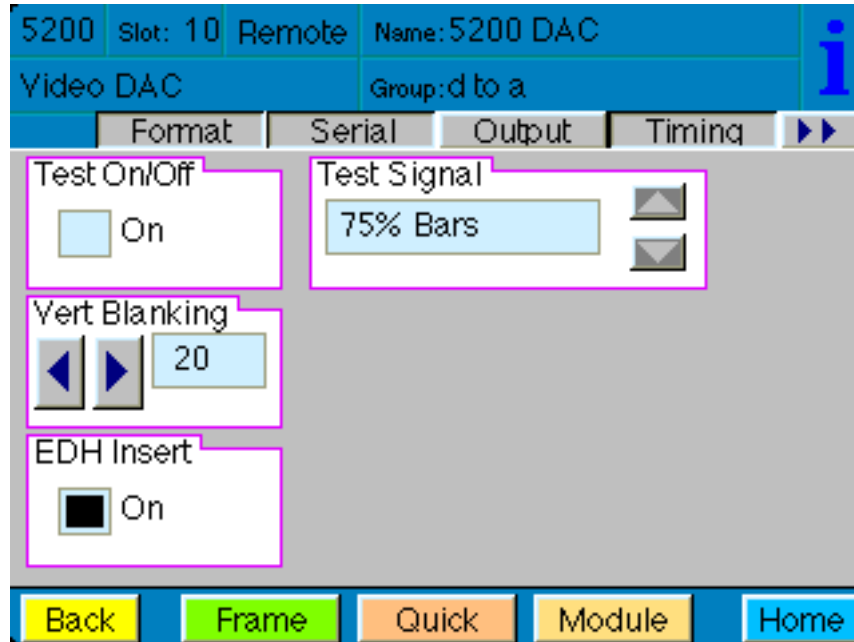 5200 Slot: 10 Remote Name: 5200 DAC
Video DAC Group: d to a
i
Format Serial Output Timing
Test On/Off Test Signal
On 75% Bars
Vert Blanking
20
EDH Insert
On
Back Frame Quick Module Home